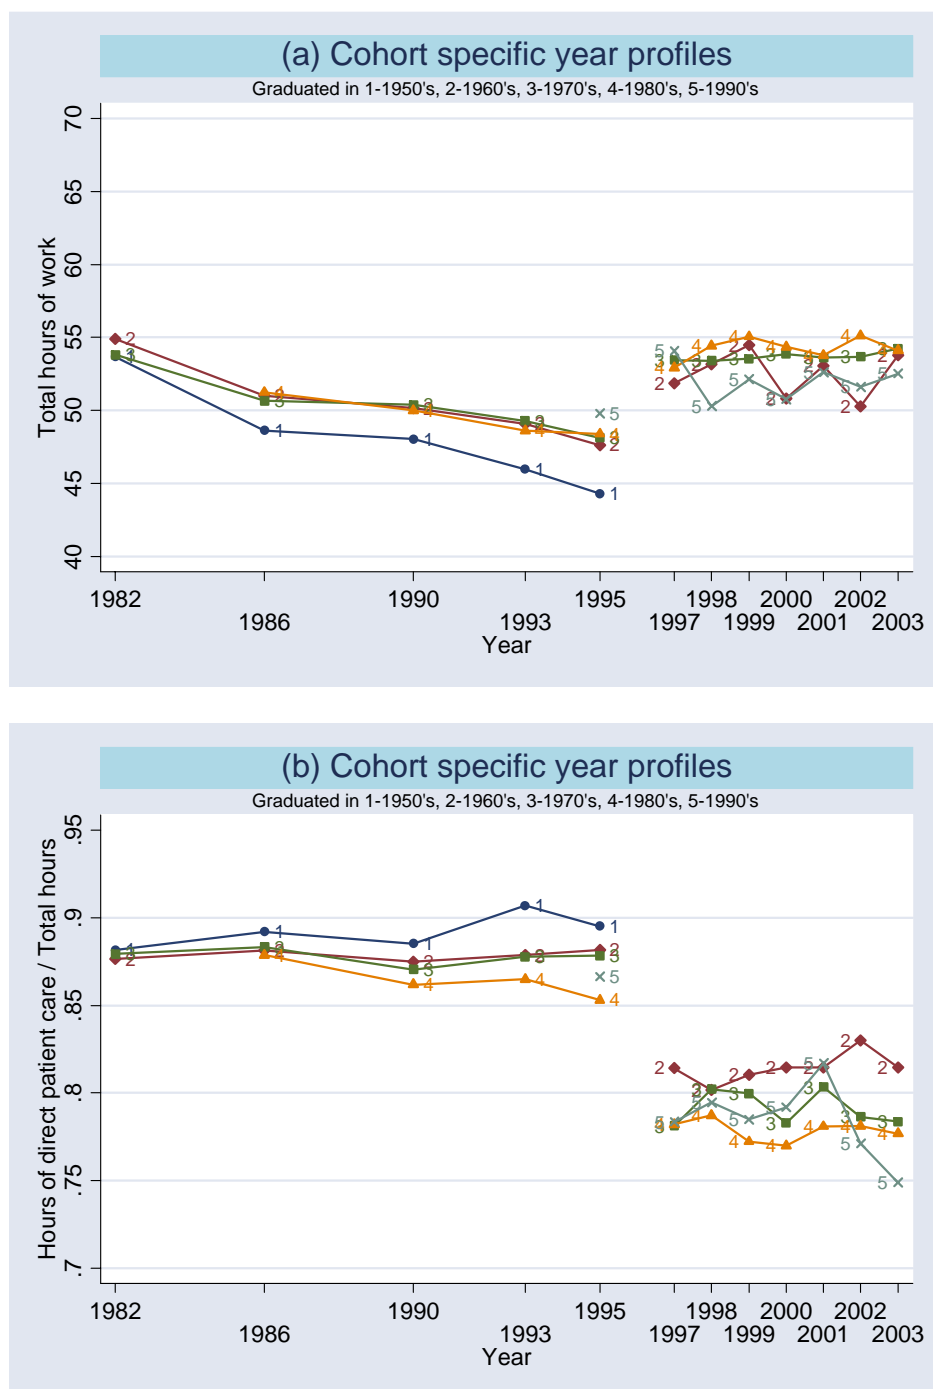 (a) Cohort specific year profiles
Graduated in 1-1950's, 2-1960's, 3-1970's, 4-1980's, 5-1990's
Total hours of work
70
65
60
55
50
45
40
1982 1990 1995 1998 2000 2002
1986 1993 1997 1999 2001 2003
Year
(b) Cohort specific year profiles
Graduated in 1-1950's, 2-1960's, 3-1970's, 4-1980's, 5-1990's
Hours of direct patient care / Total hours
.95
.9
.85
.8
.75
.7
1982 1990 1995 1998 2000 2002
1986 1993 1997 1999 2001 2003
Year